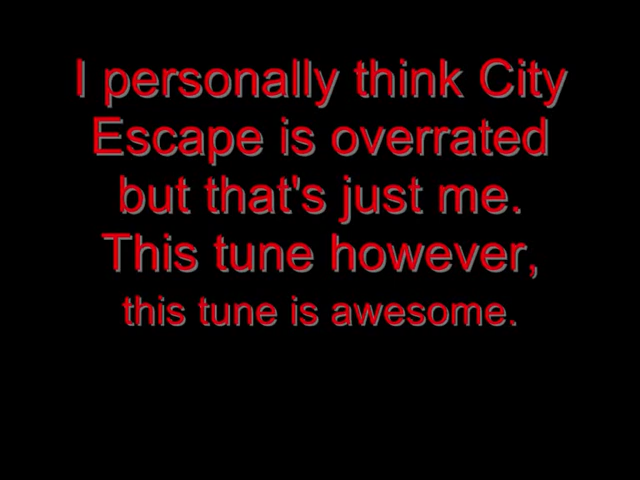 I personally think City
Escape is overrated
but that's just me.
This tune however,
this tune is awesome.